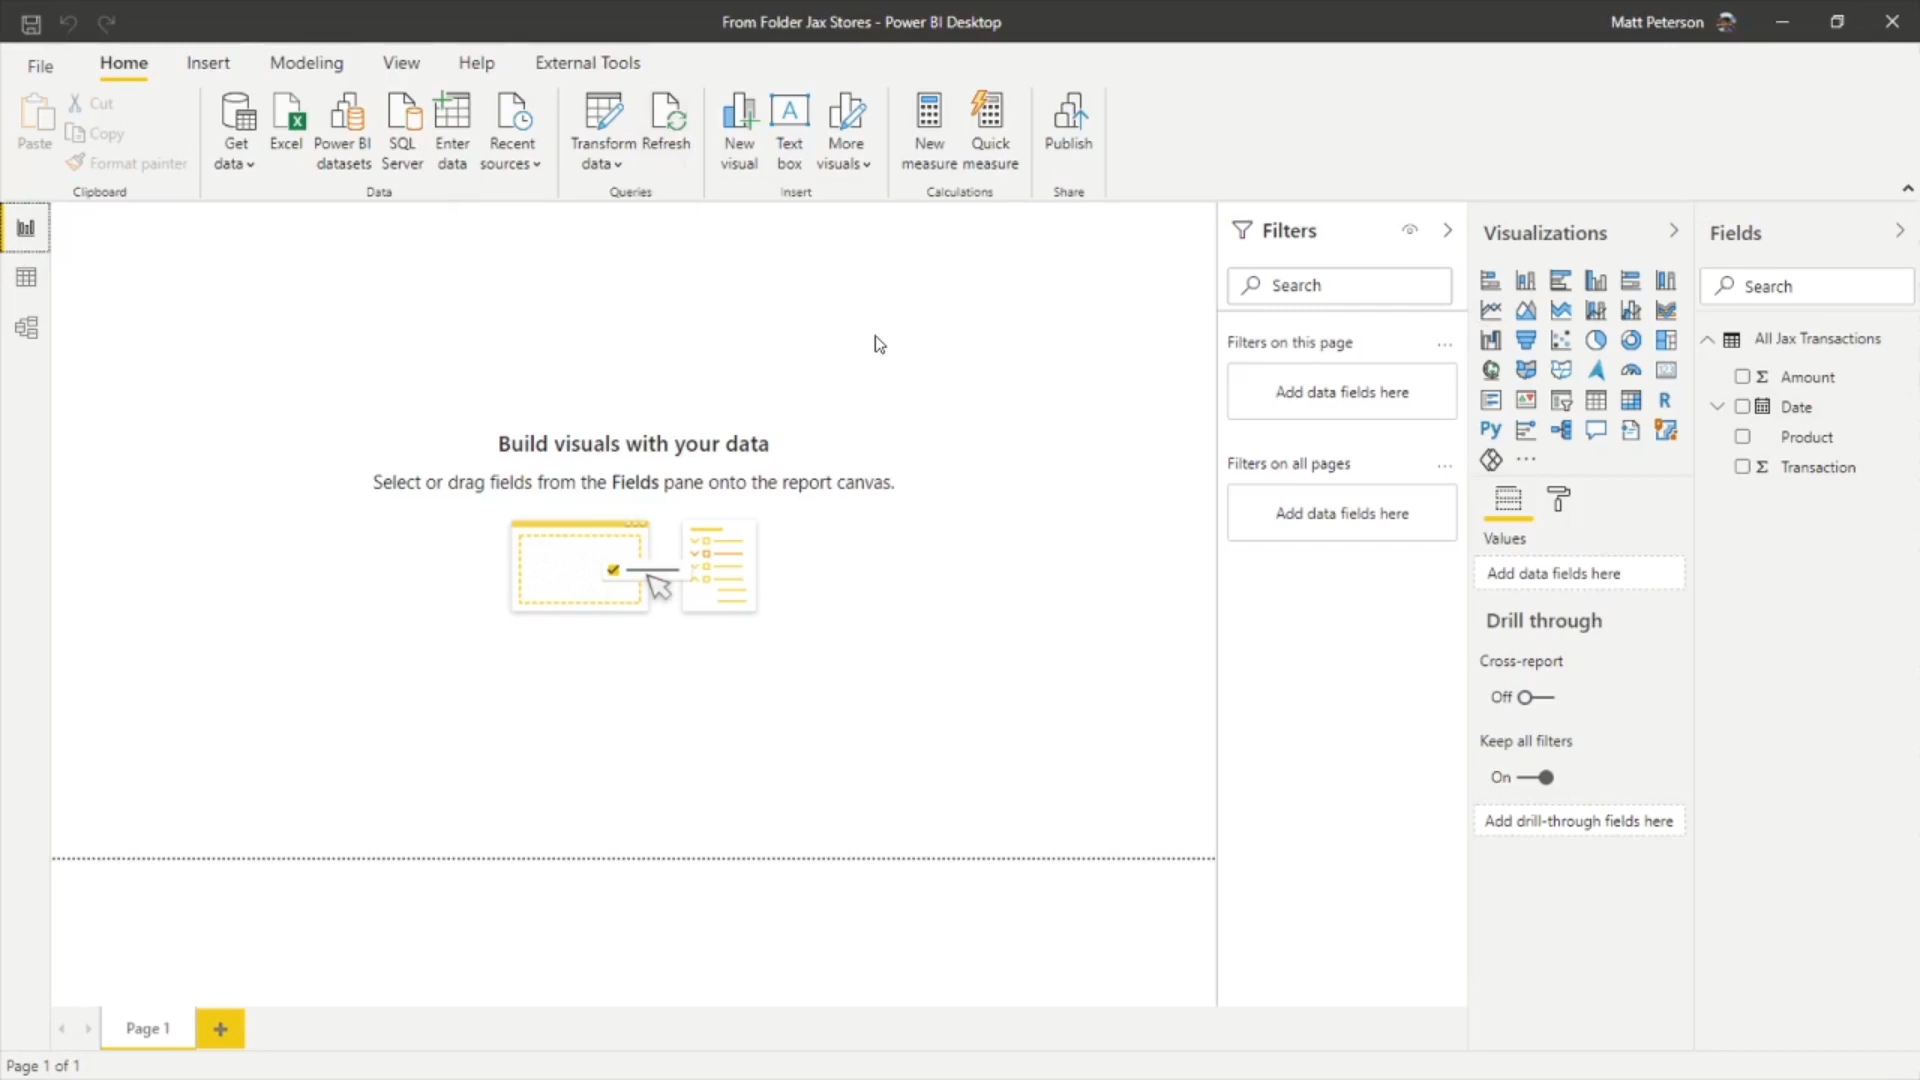 From Folder Jax Stores - Power BI Desktop
Matt Peterson
File
Home
Insert
Modeling
View
Help
External Tools
Paste
Cut
Copy
Format painter
Clipboard
Get data
Excel
Power BI datasets
SQL Server
Enter data
Recent sources
Data
Transform data
Refresh
Queries
New visual
Text box
More visuals
Insert
New measure
Quick measure
Calculations
Publish
Share
Build visuals with your data
Select or drag fields from the Fields pane onto the report canvas.
Filters
Search
Filters on this page
...
Add data fields here
Filters on all pages
...
Add data fields here
Visualizations
R
Py
...
Values
Add data fields here
Drill through
Cross-report
Off
Keep all filters
On
Add drill-through fields here
Fields
Search
All Jax Transactions
Σ Amount
Date
Product
Σ Transaction
Page 1
Page 1 of 1